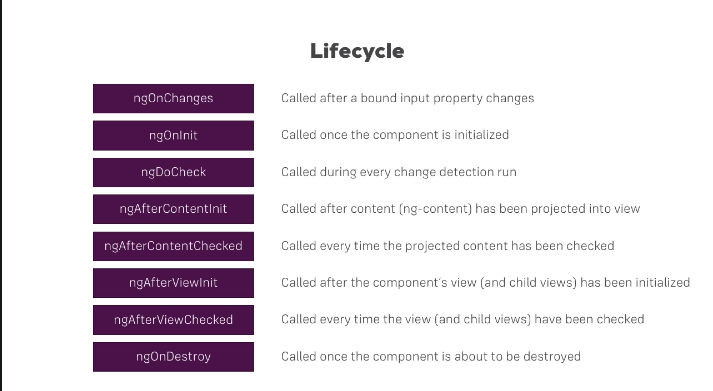 Lifecycle
ngOnChanges Called after a bound input property changes
ngOnInit Called once the component is initialized
ngDoCheck Called during every change detection run
ngAfterContentInit Called after content (ng-content) has been projected into view
ngAfterContentChecked Called every time the projected content has been checked
ngAfterViewInit Called after the component's view (and child views) has been initialized
ngAfterViewChecked Called every time the view (and child views) have been checked
ngOnDestroy Called once the component is about to be destroyed